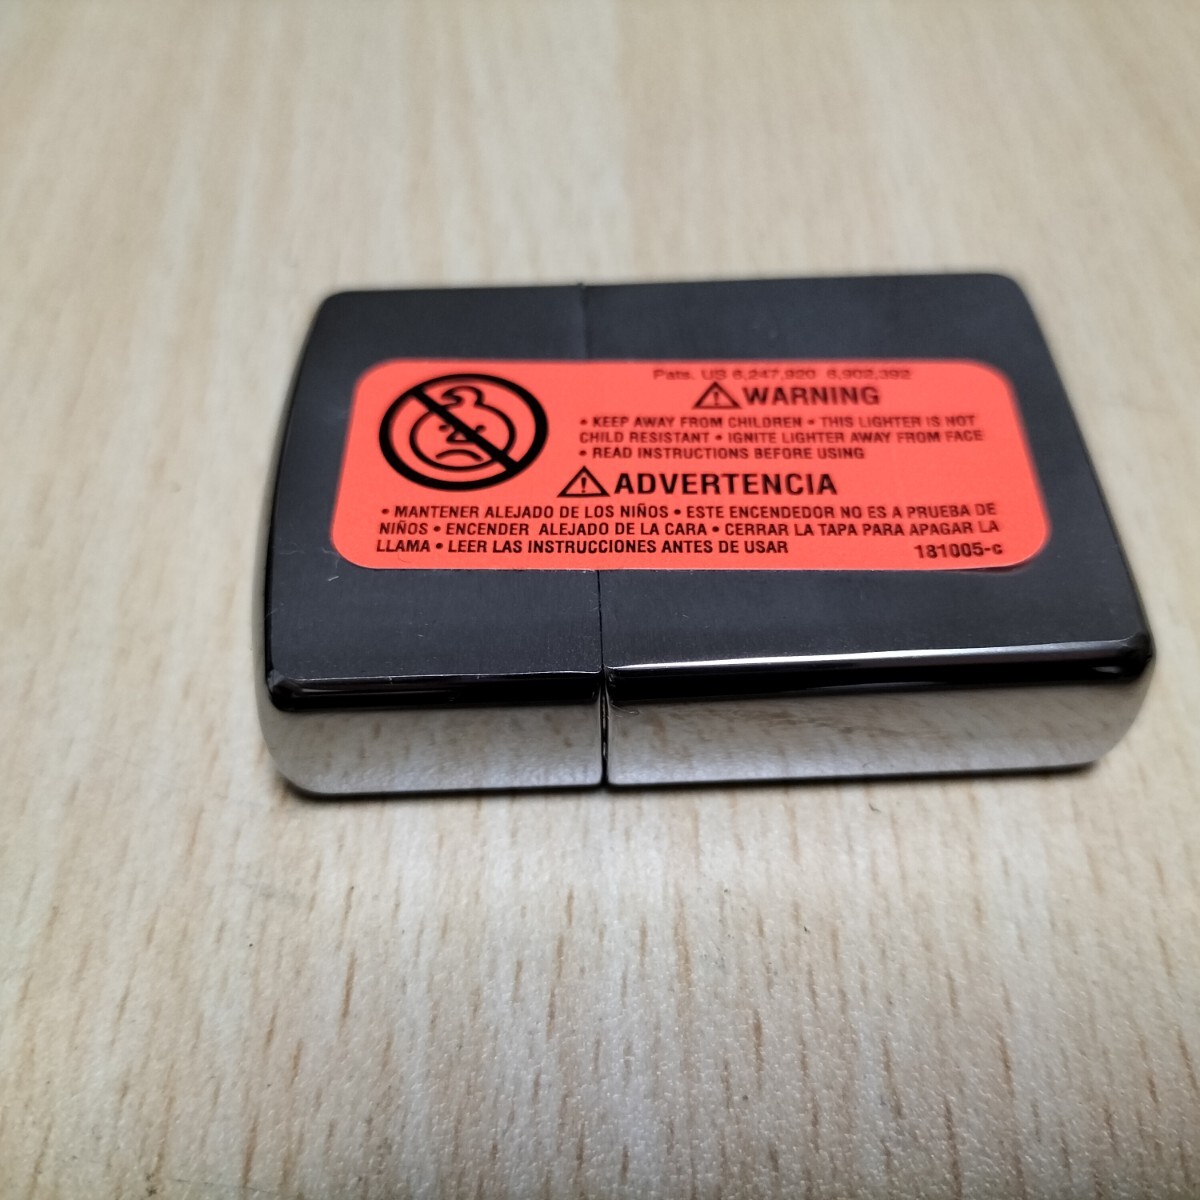 Pats. US 6,247,920 6,902,392
WARNING
• KEEP AWAY FROM CHILDREN • THIS LIGHTER IS NOT
CHILD RESISTANT • IGNITE LIGHTER AWAY FROM FACE
• READ INSTRUCTIONS BEFORE USING
ADVERTENCIA
• MANTENER ALEJADO DE LOS NIÑOS • ESTE ENCENDEDOR NO ES A PRUEBA DE
NIÑOS • ENCENDER ALEJADO DE LA CARA • CERRAR LA TAPA PARA APAGAR LA
LLAMA • LEER LAS INSTRUCCIONES ANTES DE USAR 181005-c